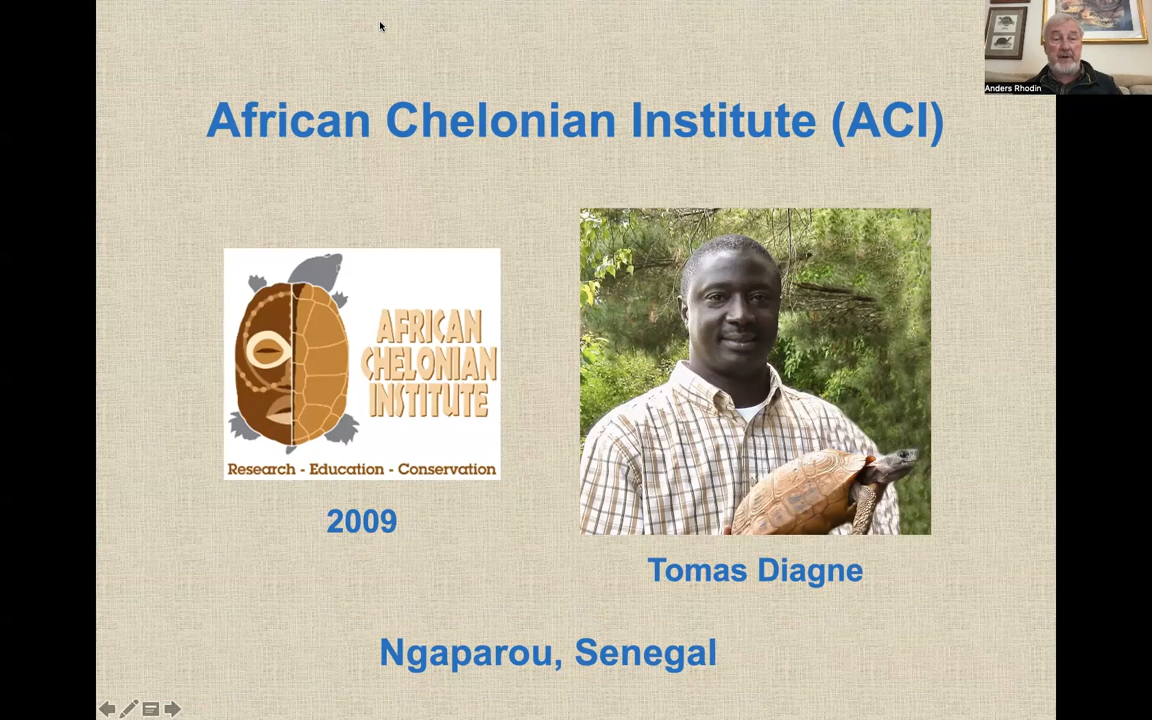 Anders Rhodin
African Chelonian Institute (ACI)
AFRICAN
CHELONIAN
INSTITUTE
Research - Education - Conservation
2009
Tomas Diagne
Ngaparou, Senegal